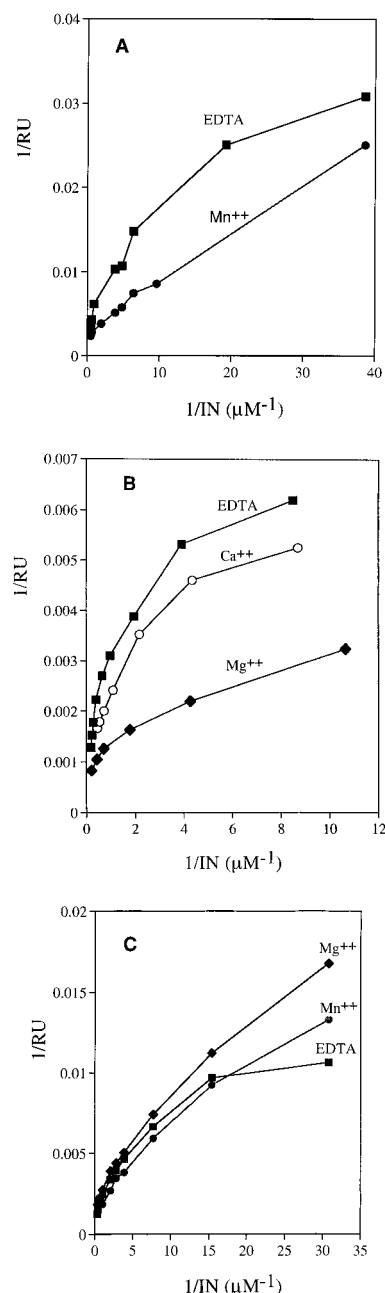 A
0.04
0.03
0.02
0.01
0
1/RU
EDTA
Mn++
0 10 20 30 40
1/IN (µM-1)
B
0.007
0.006
0.005
0.004
0.003
0.002
0.001
0
1/RU
EDTA
Ca++
Mg++
0 2 4 6 8 10 12
1/IN (µM-1)
C
0.02
0.015
0.01
0.005
0
1/RU
Mg++
Mn++
EDTA
0 5 10 15 20 25 30 35
1/IN (µM-1)